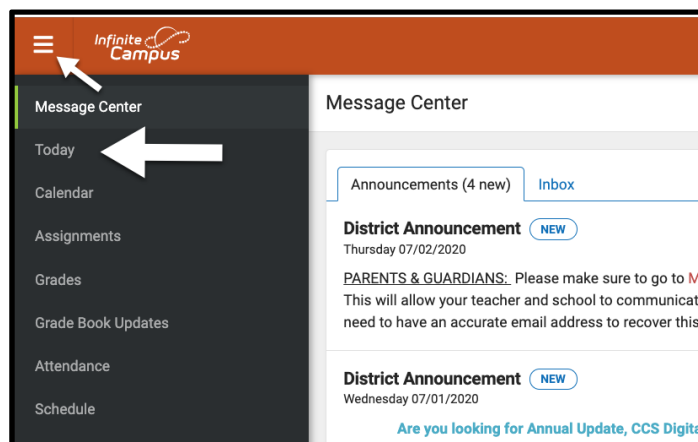 Infinite
Campus
Message Center
Today
Calendar
Assignments
Grades
Grade Book Updates
Attendance
Schedule
Message Center
Announcements (4 new) Inbox
District Announcement NEW
Thursday 07/02/2020
PARENTS & GUARDIANS: Please make sure to go to
This will allow your teacher and school to
need to have an accurate email address to recover this
District Announcement NEW
Wednesday 07/01/2020
Are you looking for Annual Update, CCS